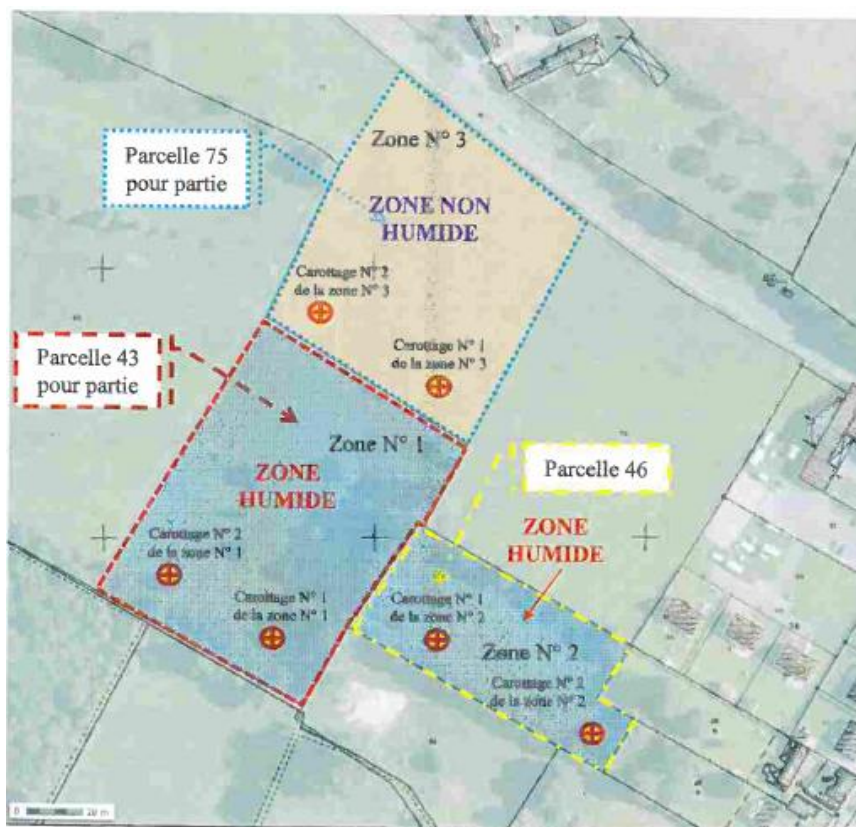 Zone N° 3
Parcelle 75
pour partie
ZONE NON
HUMIDE
Carottage N° 2
de la zone N° 3
Carottage N° 1
de la zone N° 3
Parcelle 43
pour partie
Zone N° 1
ZONE
HUMIDE
Parcelle 46
ZONE
HUMIDE
Carottage N° 2
de la zone N° 1
Carottage N° 1
de la zone N° 1
Carottage N° 1
de la zone N° 2
Zone N° 2
Carottage N° 2
de la zone N° 2
0 20 m